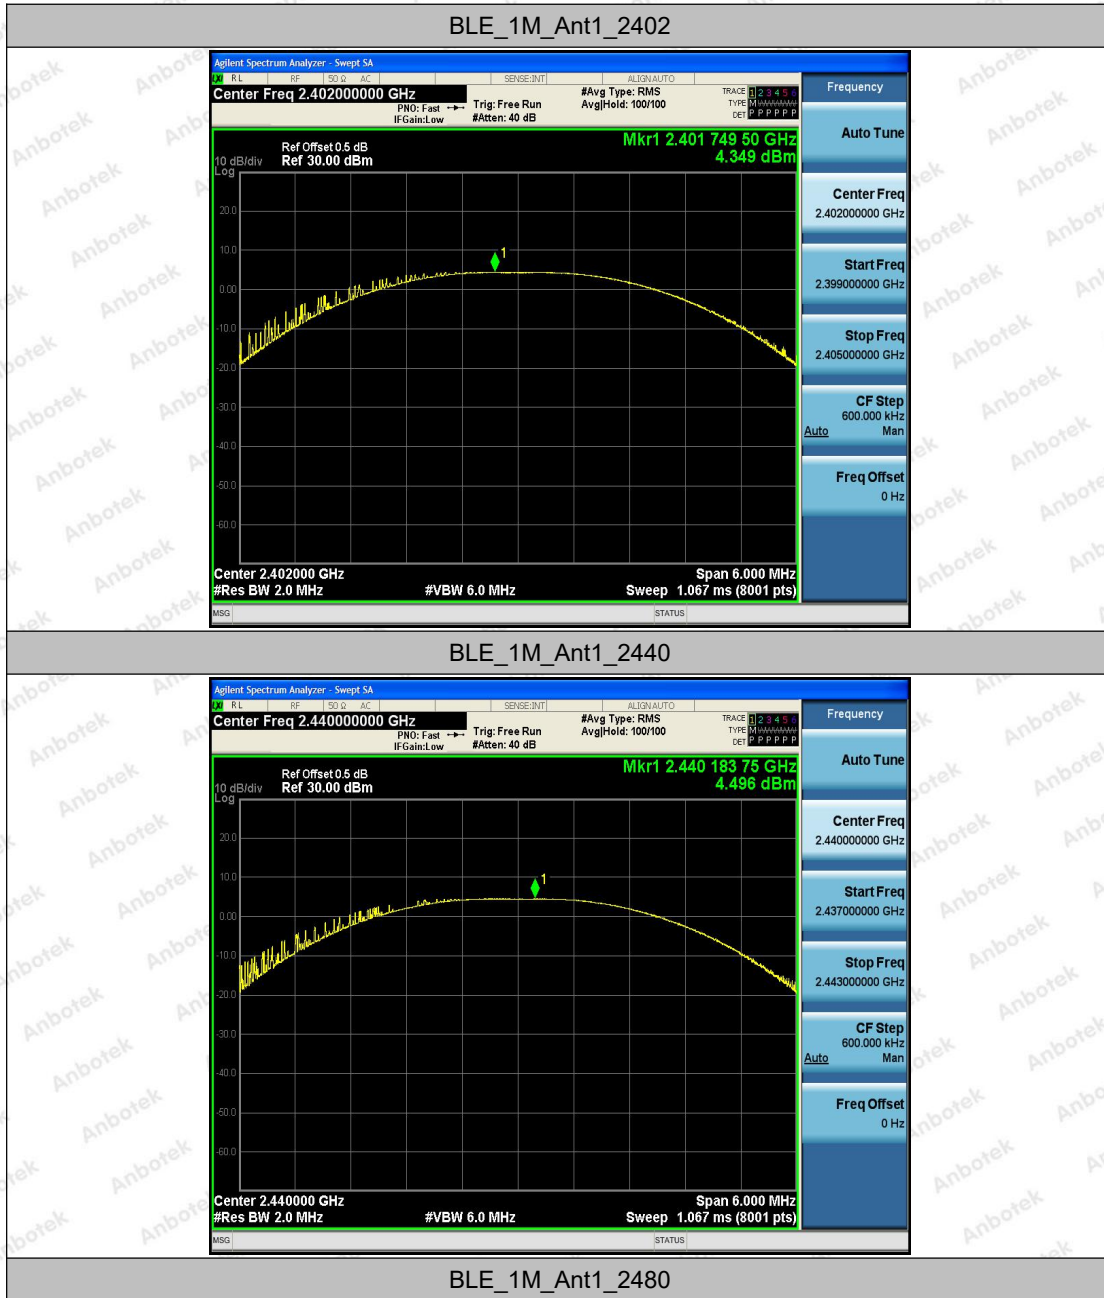 BLE_1M_Ant1_2402
Agilent Spectrum Analyzer - Swept SA
RL RF 50 Ω AC SENSE:INT ALIGNAUTO
Center Freq 2.402000000 GHz
PNO: Fast
IFGain:Low
Trig: Free Run
#Atten: 40 dB
#Avg Type: RMS
Avg|Hold: 100/100
TRACE 1 2 3 4 5 6
TYPE M
DET P P P P P P
Frequency
Mkr1 2.401 749 50 GHz
4.349 dBm
Ref Offset 0.5 dB
10 dB/div Ref 30.00 dBm
Log
20.0
10.0
0.00
-10.0
-20.0
-30.0
-40.0
-50.0
-60.0
1
Center 2.402000 GHz
Span 6.000 MHz
#Res BW 2.0 MHz #VBW 6.0 MHz Sweep 1.067 ms (8001 pts)
MSG STATUS
Auto Tune
Center Freq
2.402000000 GHz
Start Freq
2.399000000 GHz
Stop Freq
2.405000000 GHz
CF Step
600.000 kHz
Auto Man
Freq Offset
0 Hz
BLE_1M_Ant1_2440
Agilent Spectrum Analyzer - Swept SA
RL RF 50 Ω AC SENSE:INT ALIGNAUTO
Center Freq 2.440000000 GHz
PNO: Fast
IFGain:Low
Trig: Free Run
#Atten: 40 dB
#Avg Type: RMS
Avg|Hold: 100/100
TRACE 1 2 3 4 5 6
TYPE M
DET P P P P P P
Frequency
Mkr1 2.440 183 75 GHz
4.496 dBm
Ref Offset 0.5 dB
10 dB/div Ref 30.00 dBm
Log
20.0
10.0
0.00
-10.0
-20.0
-30.0
-40.0
-50.0
-60.0
1
Center 2.440000 GHz
Span 6.000 MHz
#Res BW 2.0 MHz #VBW 6.0 MHz Sweep 1.067 ms (8001 pts)
MSG STATUS
Auto Tune
Center Freq
2.440000000 GHz
Start Freq
2.437000000 GHz
Stop Freq
2.443000000 GHz
CF Step
600.000 kHz
Auto Man
Freq Offset
0 Hz
BLE_1M_Ant1_2480